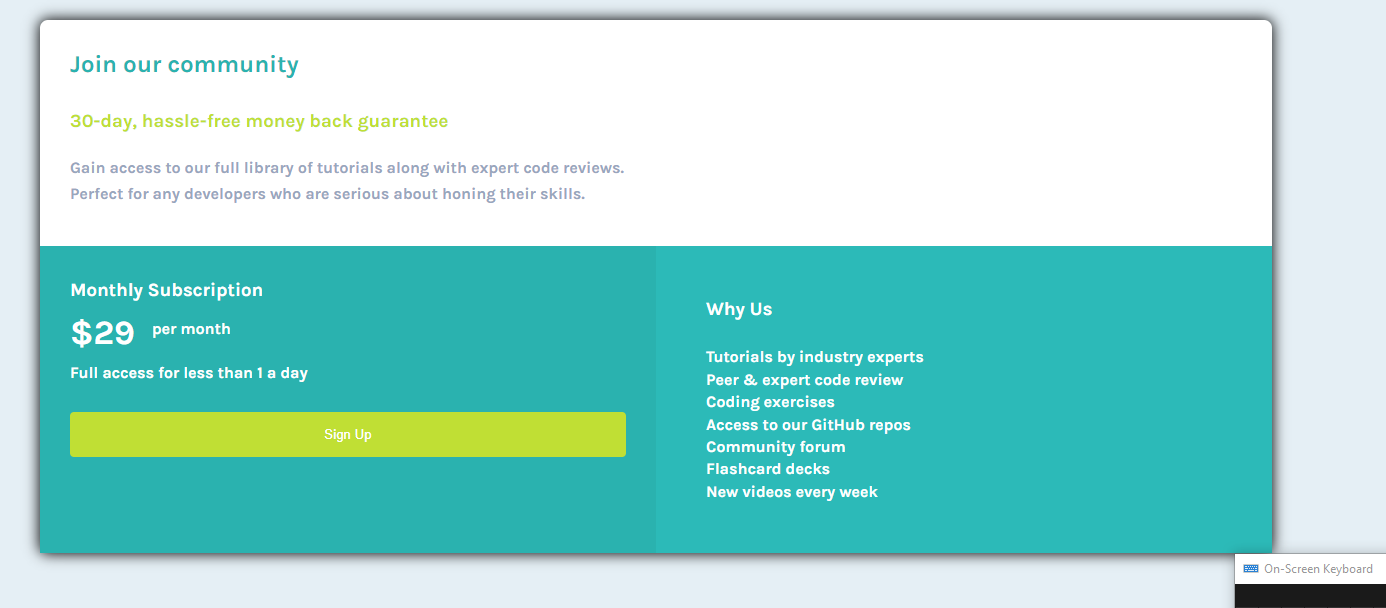 Join our community
30-day, hassle-free money back guarantee
Gain access to our full library of tutorials along with expert code reviews.
Perfect for any developers who are serious about honing their skills.
Monthly Subscription
$29 per month
Full access for less than 1 a day
Sign Up
Why Us
Tutorials by industry experts
Peer & expert code review
Coding exercises
Access to our GitHub repos
Community forum
Flashcard decks
New videos every week
On-Screen Keyboard